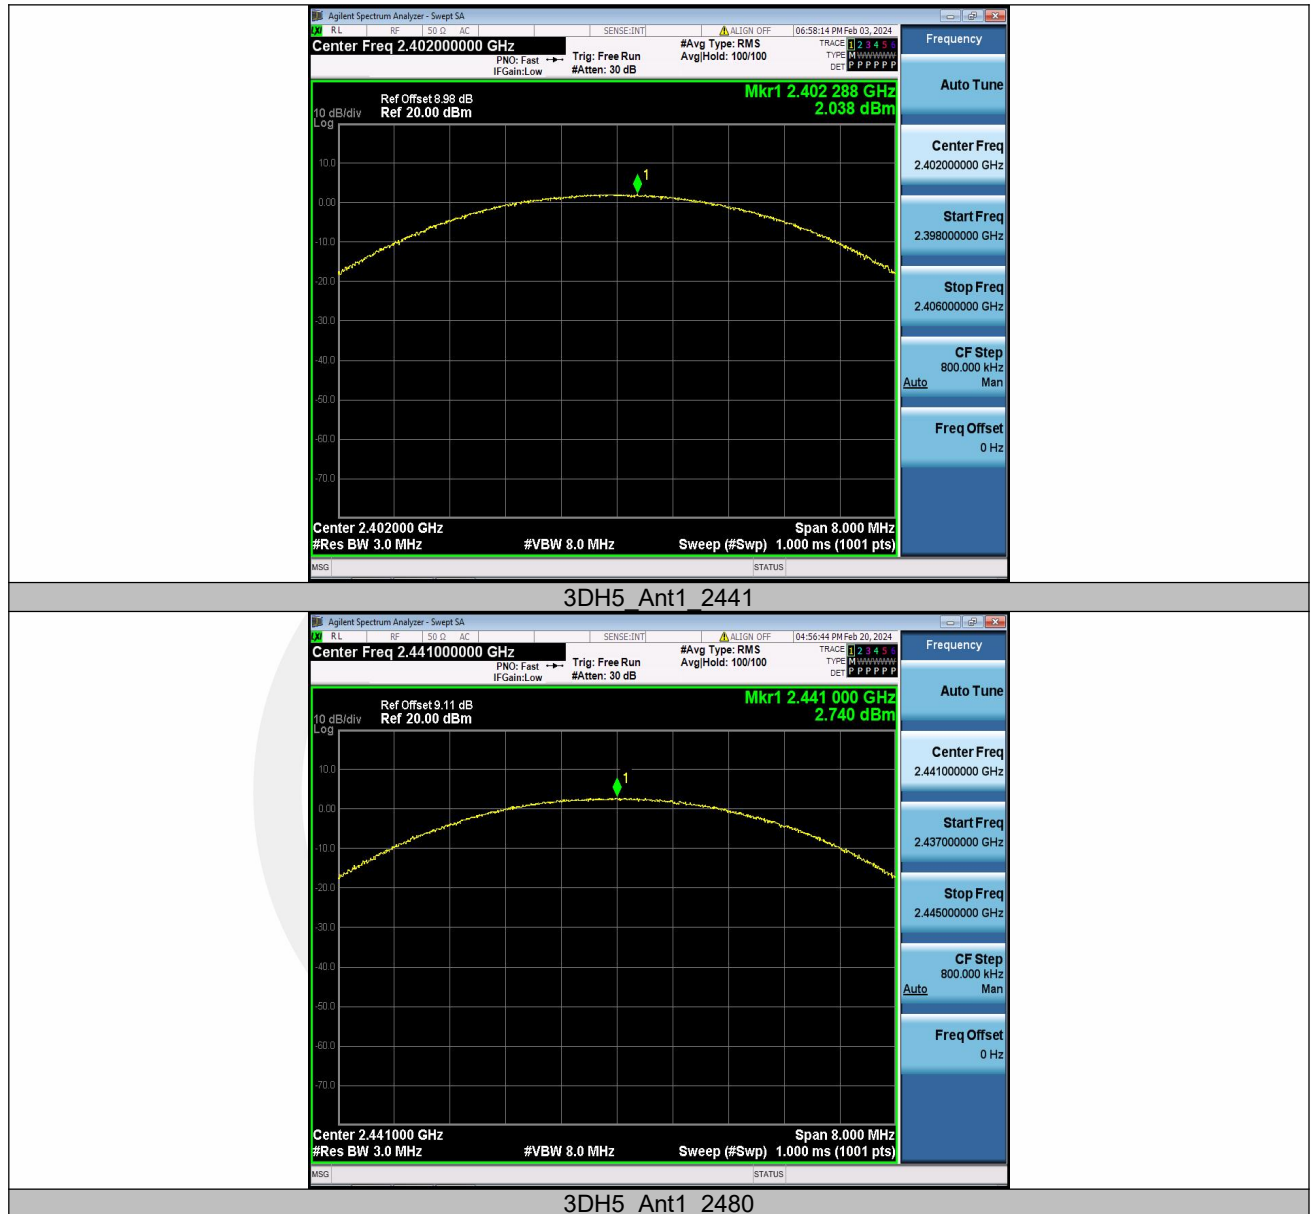 Agilent Spectrum Analyzer - Swept SA
LXI RL RF 50 Ω AC SENSE:INT ALIGN OFF 06:58:14 PM Feb 03, 2024
Center Freq 2.402000000 GHz #Avg Type: RMS TRACE 1 2 3 4 5 6
PNO: Fast Trig: Free Run Avg|Hold: 100/100 TYPE M WWWWW
IFGain:Low #Atten: 30 dB DET P P P P P P
Frequency
Mkr1 2.402 288 GHz
2.038 dBm
Ref Offset 8.98 dB
10 dB/div Ref 20.00 dBm
Log
10.0
0.00
-10.0
-20.0
-30.0
-40.0
-50.0
-60.0
-70.0
1
Center 2.402000 GHz Span 8.000 MHz
#Res BW 3.0 MHz #VBW 8.0 MHz Sweep (#Swp) 1.000 ms (1001 pts)
Auto Tune
Center Freq
2.402000000 GHz
Start Freq
2.398000000 GHz
Stop Freq
2.406000000 GHz
CF Step
800.000 kHz
Auto Man
Freq Offset
0 Hz
MSG STATUS
3DH5_Ant1_2441
Agilent Spectrum Analyzer - Swept SA
LXI RL RF 50 Ω AC SENSE:INT ALIGN OFF 04:56:44 PM Feb 20, 2024
Center Freq 2.441000000 GHz #Avg Type: RMS TRACE 1 2 3 4 5 6
PNO: Fast Trig: Free Run Avg|Hold: 100/100 TYPE M WWWWW
IFGain:Low #Atten: 30 dB DET P P P P P P
Frequency
Mkr1 2.441 000 GHz
2.740 dBm
Ref Offset 9.11 dB
10 dB/div Ref 20.00 dBm
Log
10.0
0.00
-10.0
-20.0
-30.0
-40.0
-50.0
-60.0
-70.0
1
Center 2.441000 GHz Span 8.000 MHz
#Res BW 3.0 MHz #VBW 8.0 MHz Sweep (#Swp) 1.000 ms (1001 pts)
Auto Tune
Center Freq
2.441000000 GHz
Start Freq
2.437000000 GHz
Stop Freq
2.445000000 GHz
CF Step
800.000 kHz
Auto Man
Freq Offset
0 Hz
MSG STATUS
3DH5_Ant1_2480